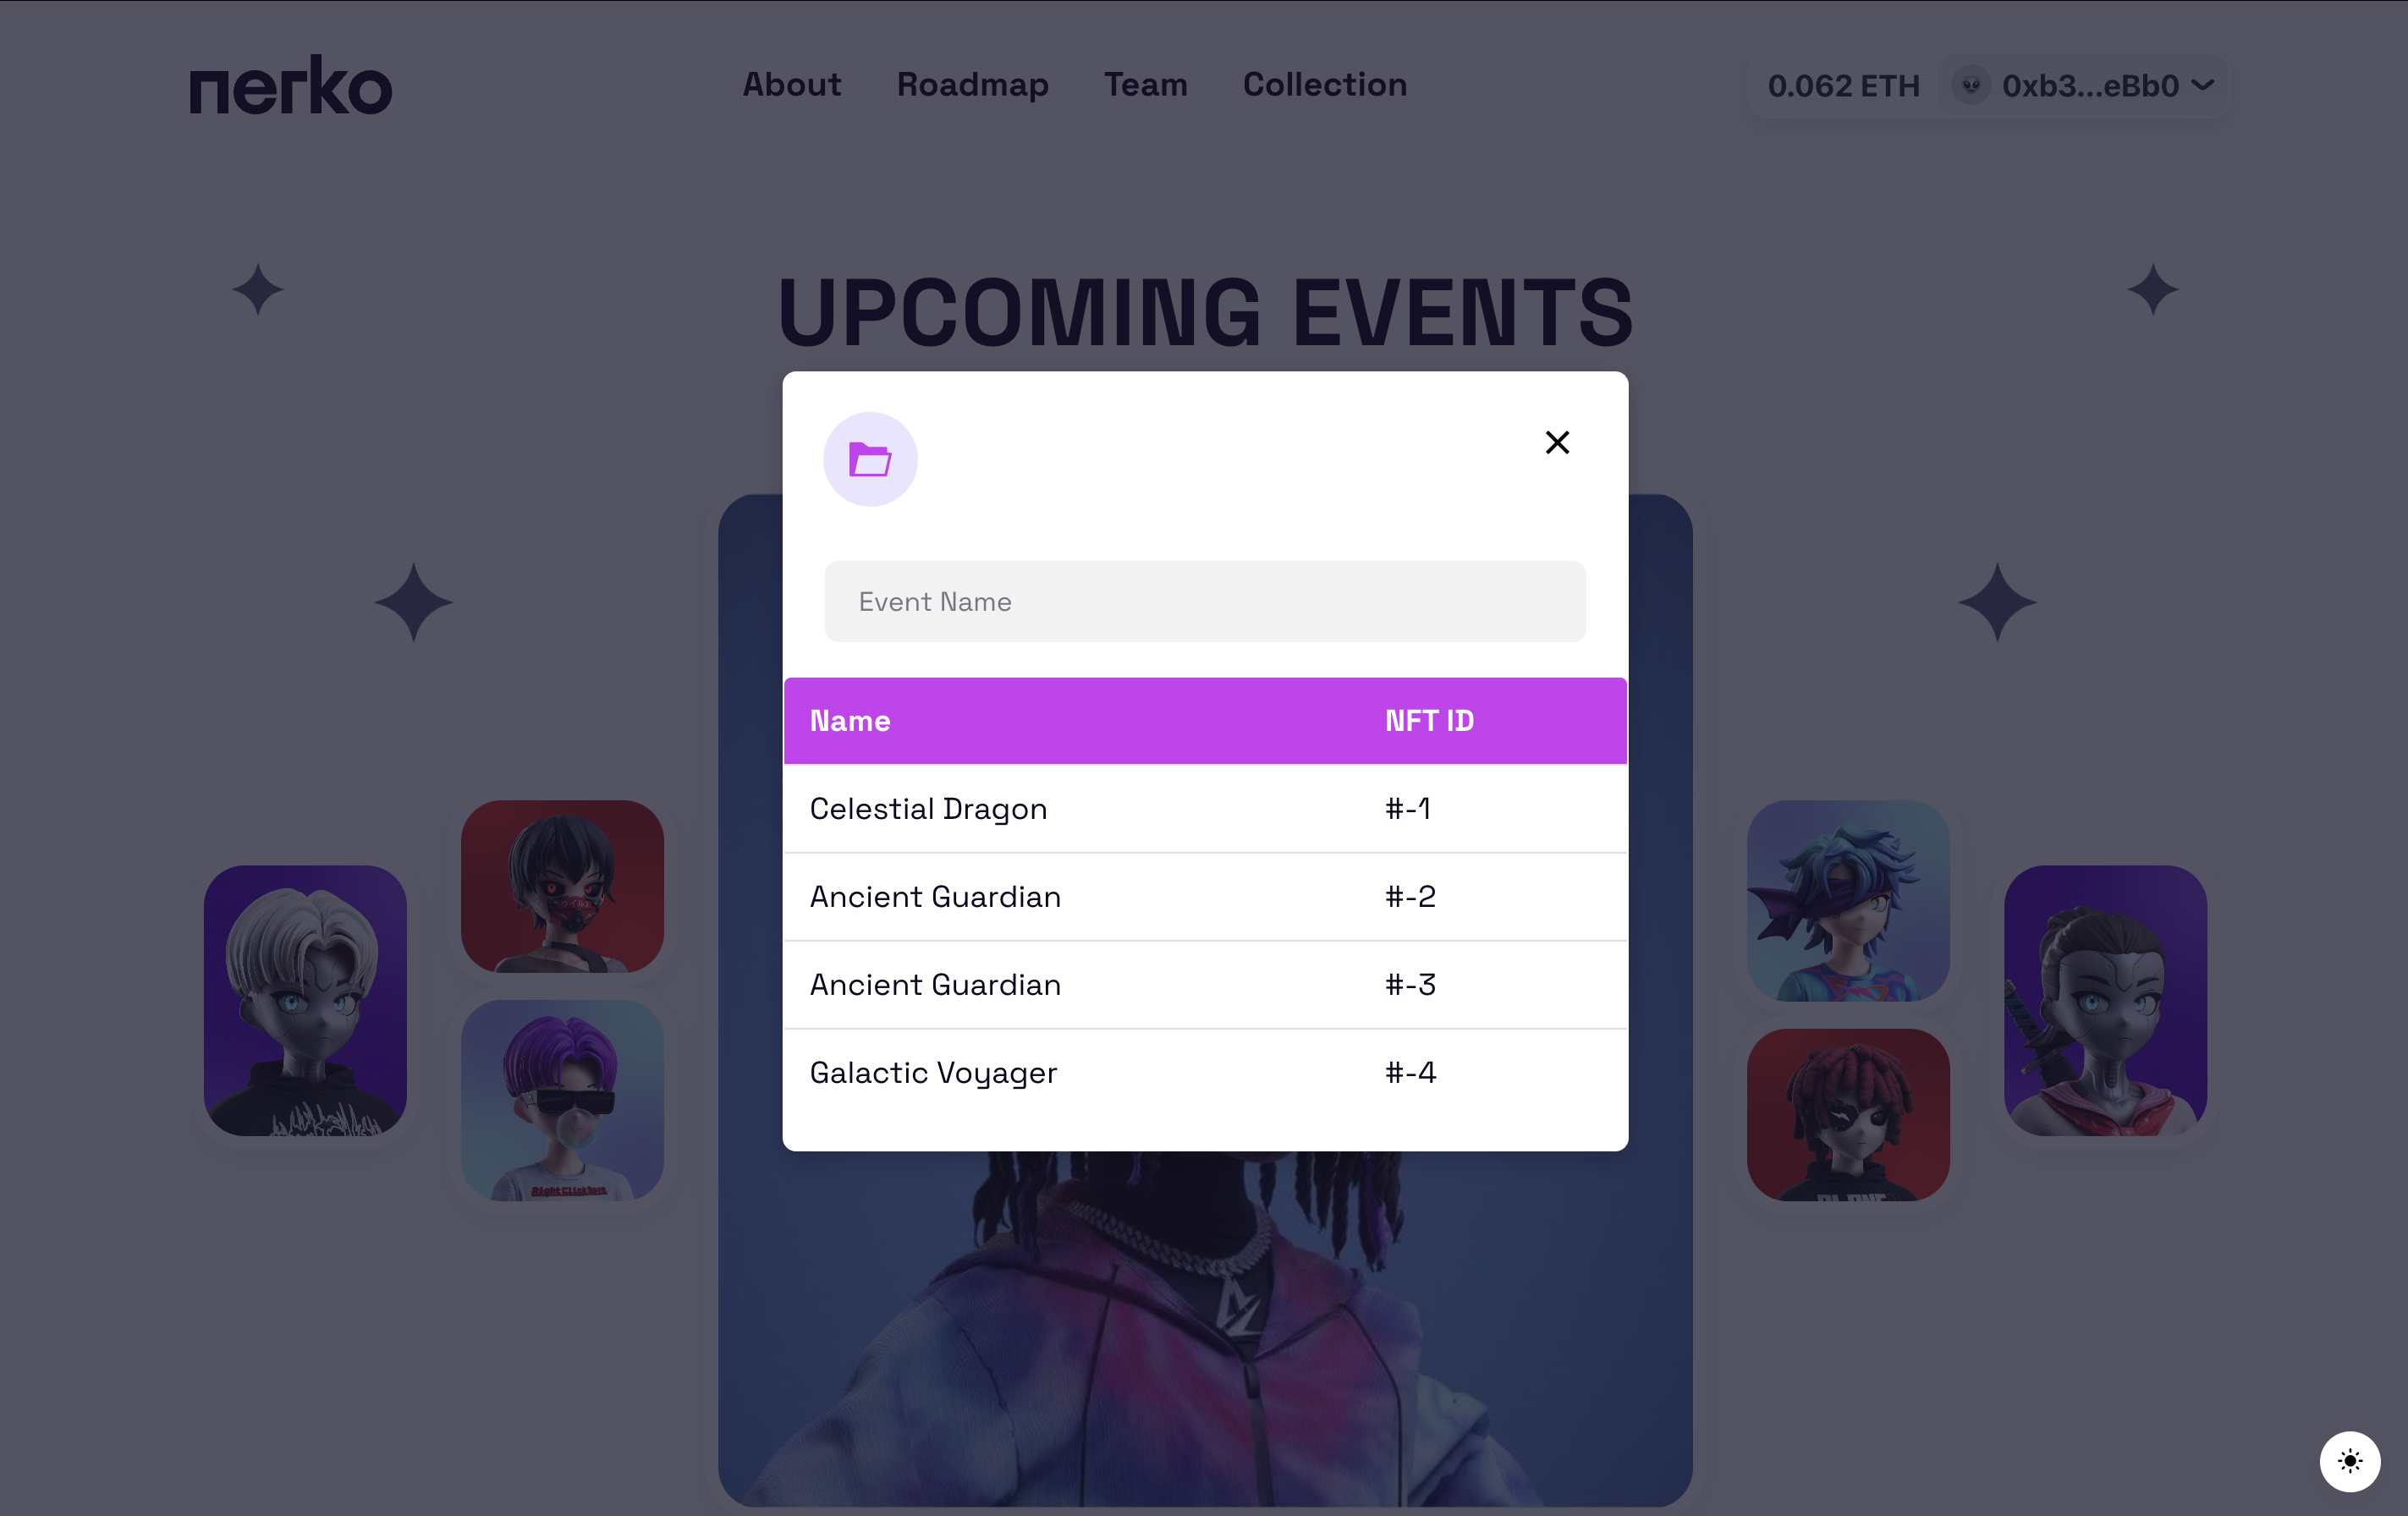 nerko
About Roadmap Team Collection
0.062 ETH 0xb3...eBb0
UPCOMING EVENTS
Event Name
Name NFT ID
Celestial Dragon #-1
Ancient Guardian #-2
Ancient Guardian #-3
Galactic Voyager #-4